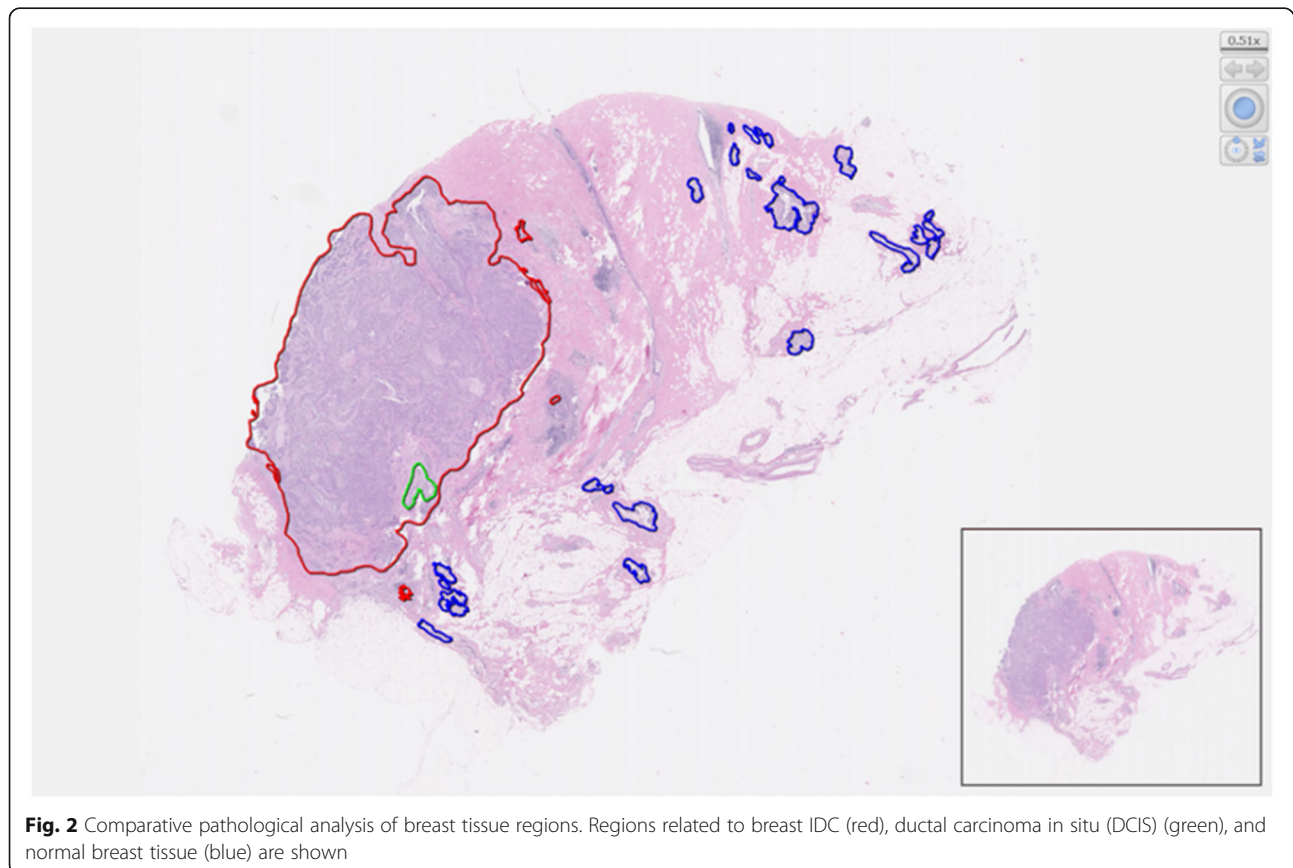 0.51x
Fig. 2 Comparative pathological analysis of breast tissue regions. Regions related to breast IDC (red), ductal carcinoma in situ (DCIS) (green), and
normal breast tissue (blue) are shown